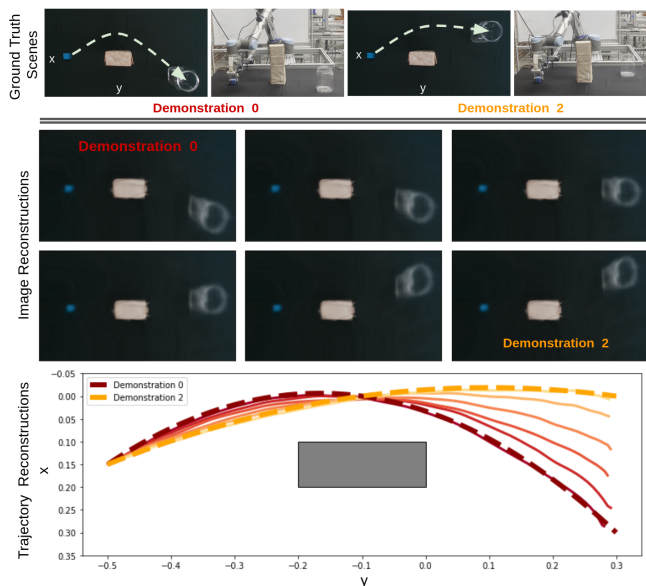 Ground Truth
Scenes
x
y
x
y
Demonstration 0
Demonstration 2
Image Reconstructions
Demonstration 0
Demonstration 2
Trajectory Reconstructions
x
−0.05
0.00
0.05
0.10
0.15
0.20
0.25
0.30
0.35
Demonstration 0
Demonstration 2
−0.5
−0.4
−0.3
−0.2
−0.1
0.0
0.1
0.2
0.3
y